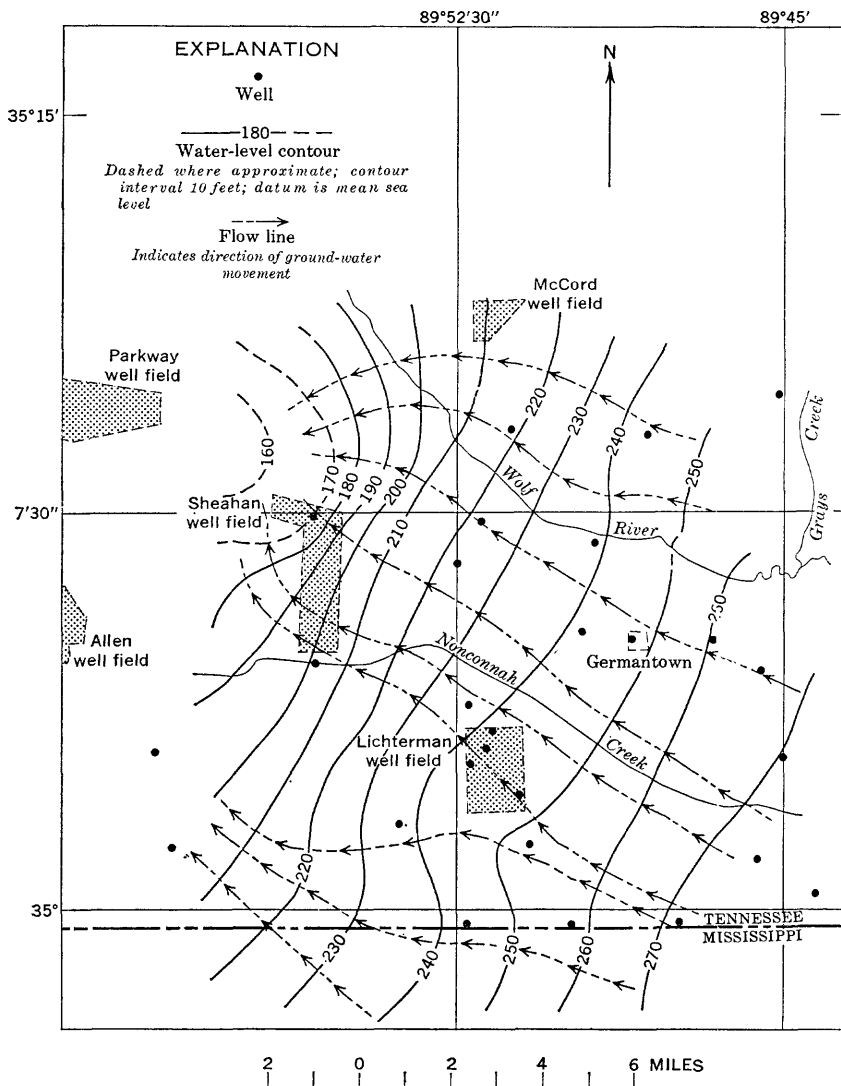 89°52'30"
89°45'
EXPLANATION
Well
35°15'
180
Water-level contour
Dashed where approximate; contour
interval 10 feet; datum is mean sea
level
Flow line
Indicates direction of ground-water
movement
N
McCord
well field
Parkway
well field
220
230
240
250
160
170
180
190
200
210
Wolf
River
Creek
Grays
Sheahan
well field
7'30"
260
Allen
well field
Nonconnah
Creek
Germantown
Lichterman
well field
220
230
240
250
260
270
35°
TENNESSEE
MISSISSIPPI
2 0 2 4 6 MILES